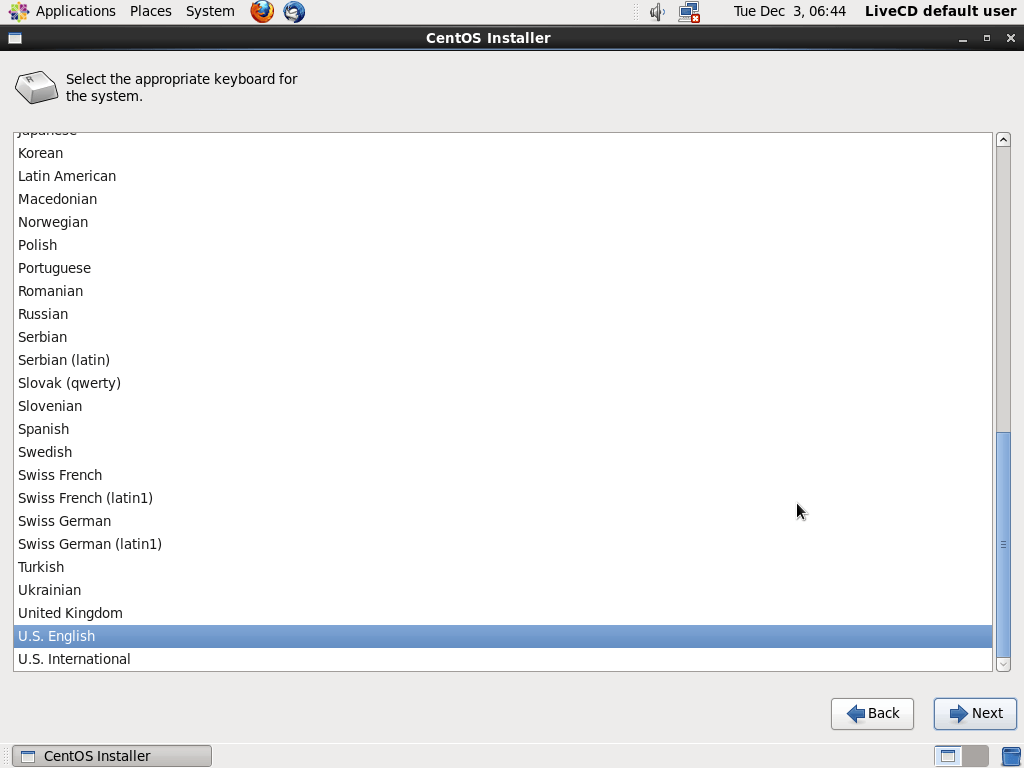 Applications Places System Tue Dec 3, 06:44 LiveCD default user
CentOS Installer
R
Select the appropriate keyboard for
the system.
Japanese
Korean
Latin American
Macedonian
Norwegian
Polish
Portuguese
Romanian
Russian
Serbian
Serbian (latin)
Slovak (qwerty)
Slovenian
Spanish
Swedish
Swiss French
Swiss French (latin1)
Swiss German
Swiss German (latin1)
Turkish
Ukrainian
United Kingdom
U.S. English
U.S. International
Back Next
CentOS Installer